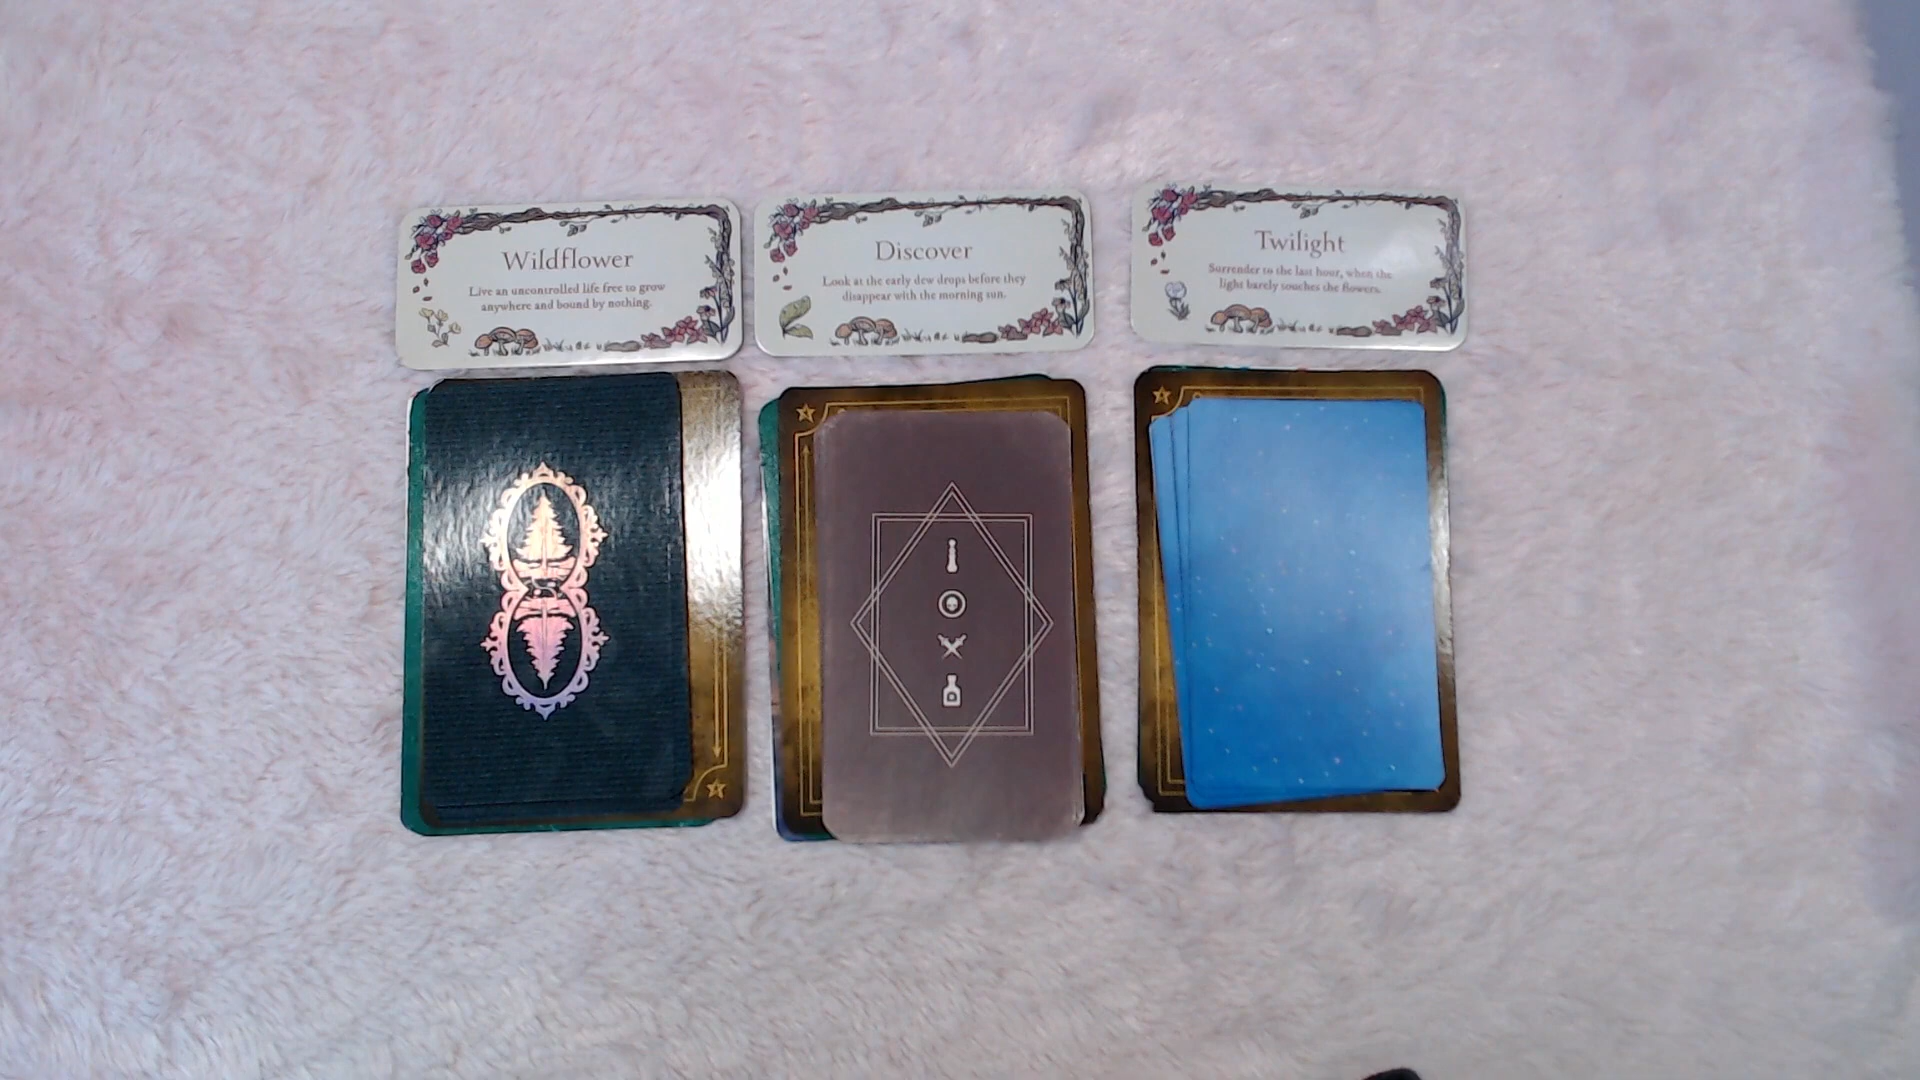 Wildflower
Live an uncontrolled life free to grow
anywhere and bound by nothing.
Discover
Look at the early dew drops before they
disappear with the morning sun.
Twilight
Surrender to the last hour, when the
light barely touches the flowers.